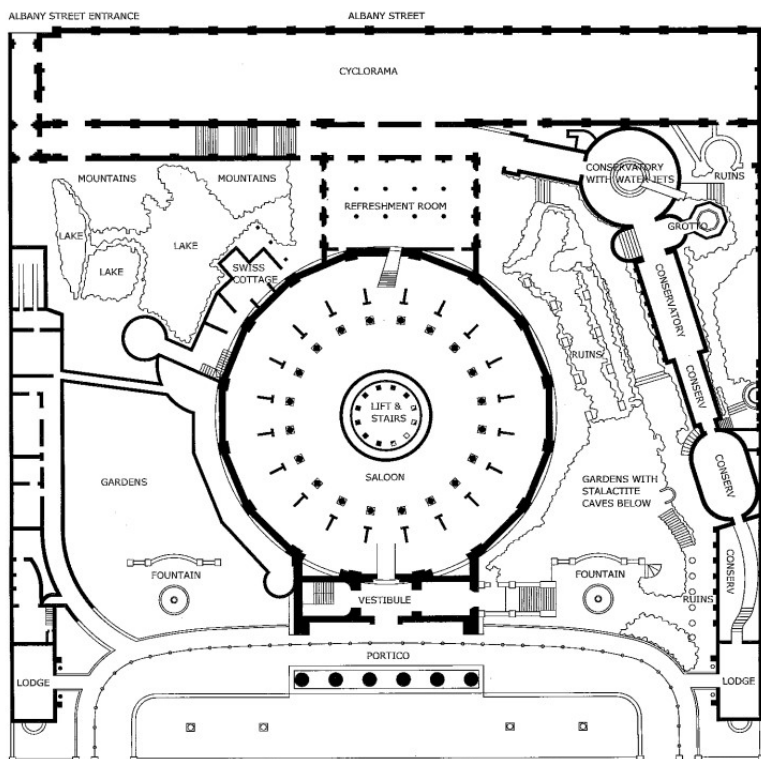 ALBANY STREET ENTRANCE
ALBANY STREET
CYCLORAMA
MOUNTAINS
MOUNTAINS
CONSERVATORY
WITH WATER JETS
RUINS
REFRESHMENT ROOM
LAKE
LAKE
LAKE
GROTTO
SWISS
COTTAGE
CONSERVATORY
RUINS
CONSERV
LIFT &
STAIRS
SALOON
GARDENS
GARDENS WITH
STALACTITE
CAVES BELOW
CONSERV
FOUNTAIN
FOUNTAIN
CONSERV
VESTIBULE
RUINS
PORTICO
LODGE
LODGE